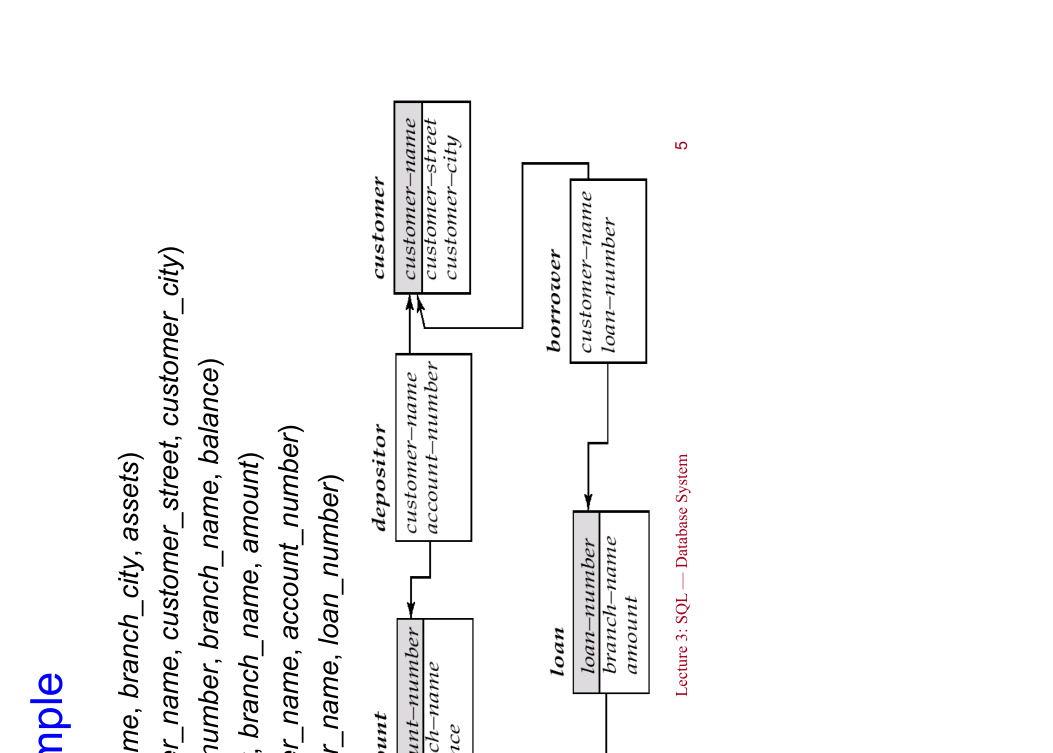 mple
me, branch_city, assets)
er_name, customer_street, customer_city)
number, branch_name, balance)
, branch_name, amount)
er_name, account_number)
r_name, loan_number)
unt
unt–number
ch–name
nce
depositor
customer–name
account–number
customer
customer–name
customer–street
customer–city
loan
loan–number
branch–name
amount
borrower
customer–name
loan–number
Lecture 3: SQL — Database System
5